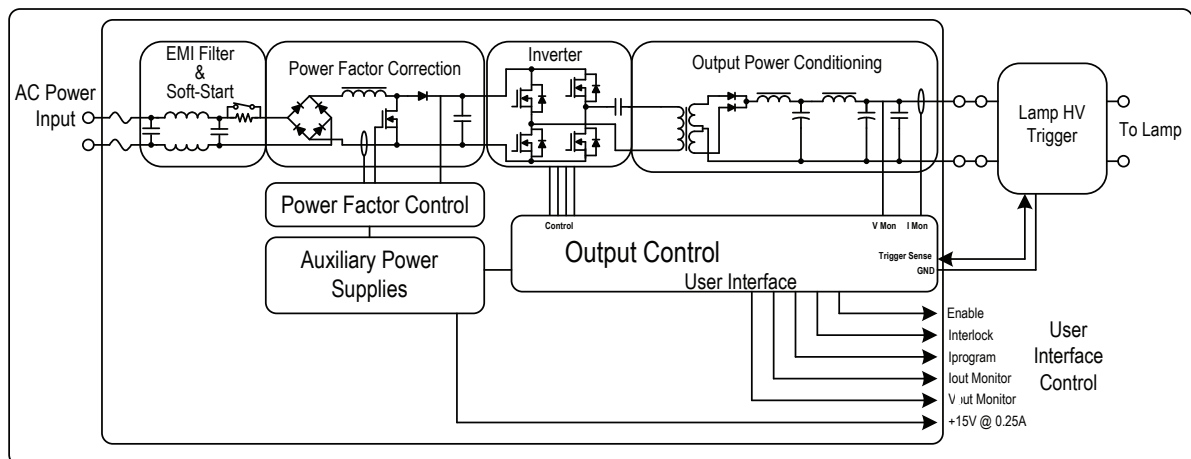 EMI Filter
&
Soft-Start
Power Factor Correction
Inverter
Output Power Conditioning
AC Power
Input
Lamp HV
Trigger
To Lamp
Power Factor Control
Control
V Mon
I Mon
Output Control
Trigger Sense
GND
User Interface
Auxiliary Power
Supplies
Enable
Interlock
Iprogram
Iout Monitor
Vout Monitor
+15V @ 0.25A
User
Interface
Control